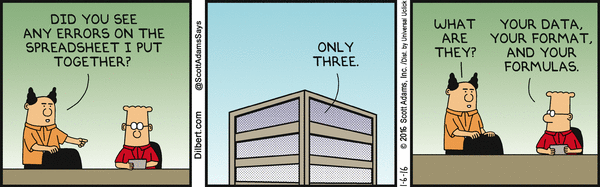 DID YOU SEE
ANY ERRORS ON THE
SPREADSHEET I PUT
TOGETHER?
Dilbert.com
@ScottAdamsSays
ONLY
THREE.
1-6-16
© 2016 Scott Adams, Inc. /Dist. by Universal Uclick
WHAT
ARE
THEY?
YOUR DATA,
YOUR FORMAT,
AND YOUR
FORMULAS.